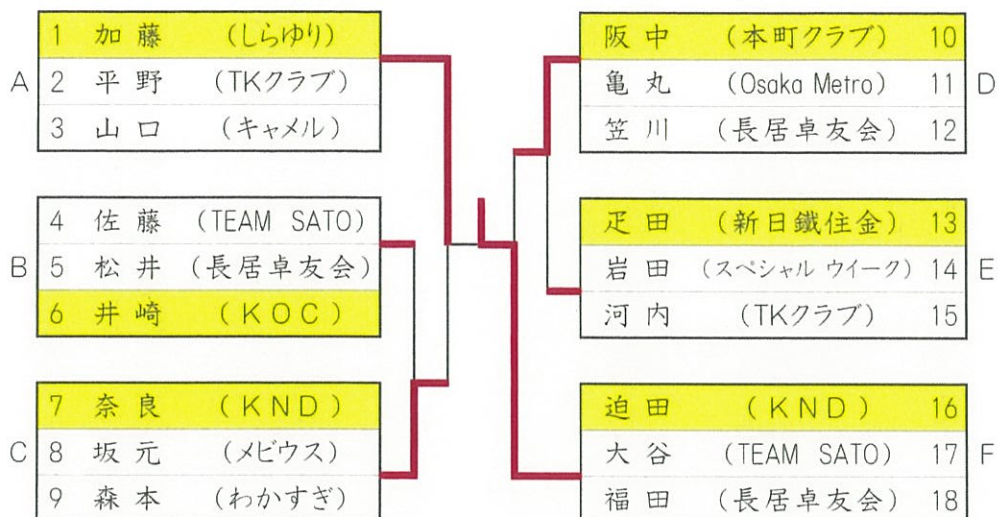 A
1 加藤 (しらゆり)
2 平野 (TKクラブ)
3 山口 (キャメル)
B
4 佐藤 (TEAM SATO)
5 松井 (長居卓友会)
6 井崎 (KOC)
C
7 奈良 (KND)
8 坂元 (メビウス)
9 森本 (わかすぎ)
阪中 (本町クラブ) 10
亀丸 (Osaka Metro) 11
笠川 (長居卓友会) 12
D
疋田 (新日鐵住金) 13
岩田 (スペシャル ウイーク) 14
河内 (TKクラブ) 15
E
迫田 (KND) 16
大谷 (TEAM SATO) 17
福田 (長居卓友会) 18
F